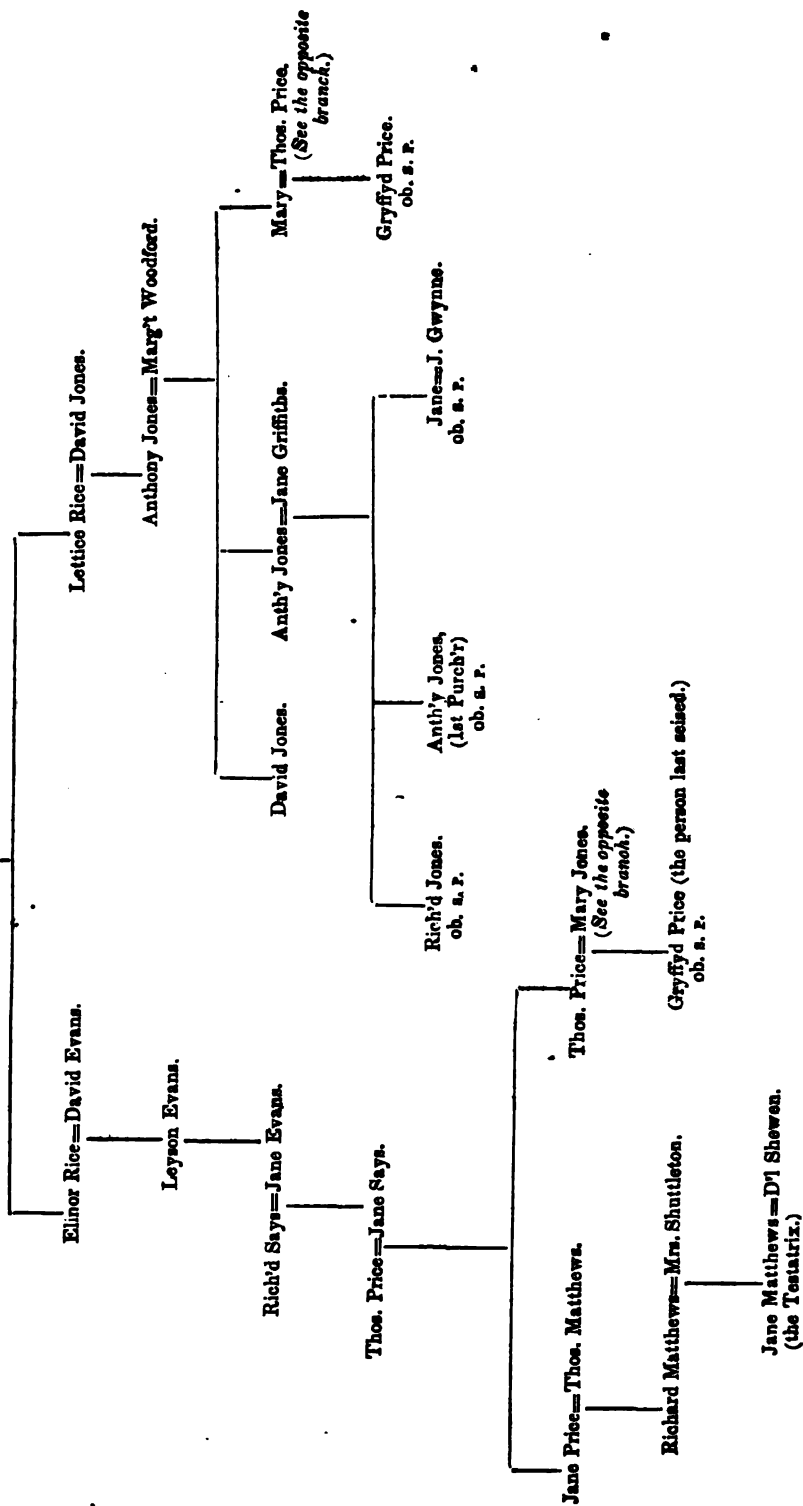 Elinor Rice=David Evans.
Lettice Rice=David Jones.
Leyson Evans.
Anthony Jones=Marg't Woodford.
Rich'd Says=Jane Evans.
David Jones.
Anth'y Jones=Jane Griffiths.
Mary=Thos. Price.
(See the opposite
branch.)
Thos. Price=Jane Says.
Gryffyd Price.
ob. s. p.
Rich'd Jones.
ob. s. p.
Anth'y Jones,
(1st Purch'r)
ob. s. p.
Jane=J. Gwynne.
ob. s. p.
Jane Price=Thos. Matthews.
Thos. Price=Mary Jones.
(See the opposite
branch.)
Richard Matthews=Mrs. Shuttleton.
Gryffyd Price (the person last seised.)
ob. s. p.
Jane Matthews=D'l Shewen.
(the Testatrix.)